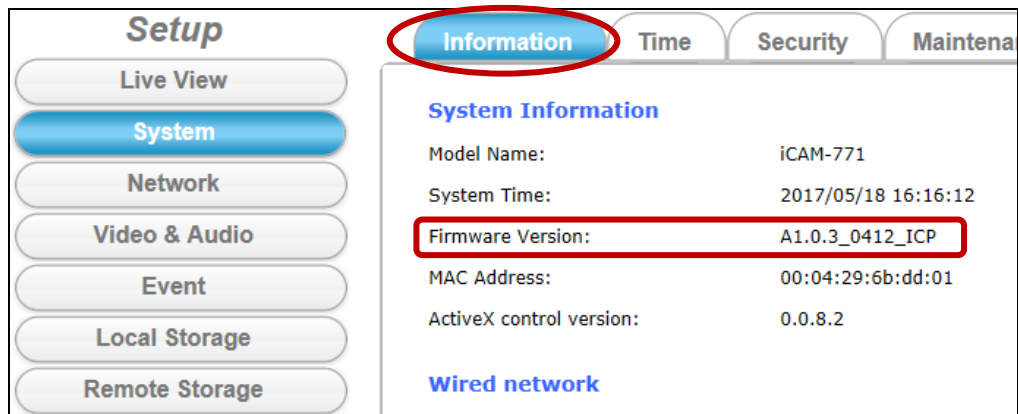 Setup
Live View
System
Network
Video & Audio
Event
Local Storage
Remote Storage
Information Time Security Maintena
System Information
Model Name: iCAM-771
System Time: 2017/05/18 16:16:12
Firmware Version: A1.0.3_0412_ICP
MAC Address: 00:04:29:6b:dd:01
ActiveX control version: 0.0.8.2
Wired network